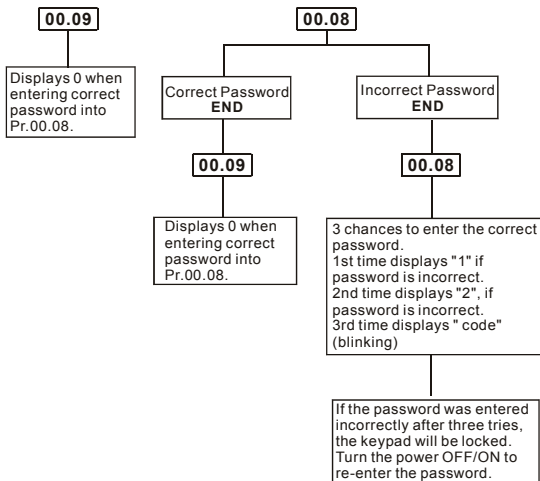 00.09
Displays 0 when
entering correct
password into
Pr.00.08.
00.08
Correct Password
END
00.09
Displays 0 when
entering correct
password into
Pr.00.08.
Incorrect Password
END
00.08
3 chances to enter the correct
password.
1st time displays "1" if
password is incorrect.
2nd time displays "2", if
password is incorrect.
3rd time displays " code"
(blinking)
If the password was entered
incorrectly after three tries,
the keypad will be locked.
Turn the power OFF/ON to
re-enter the password.